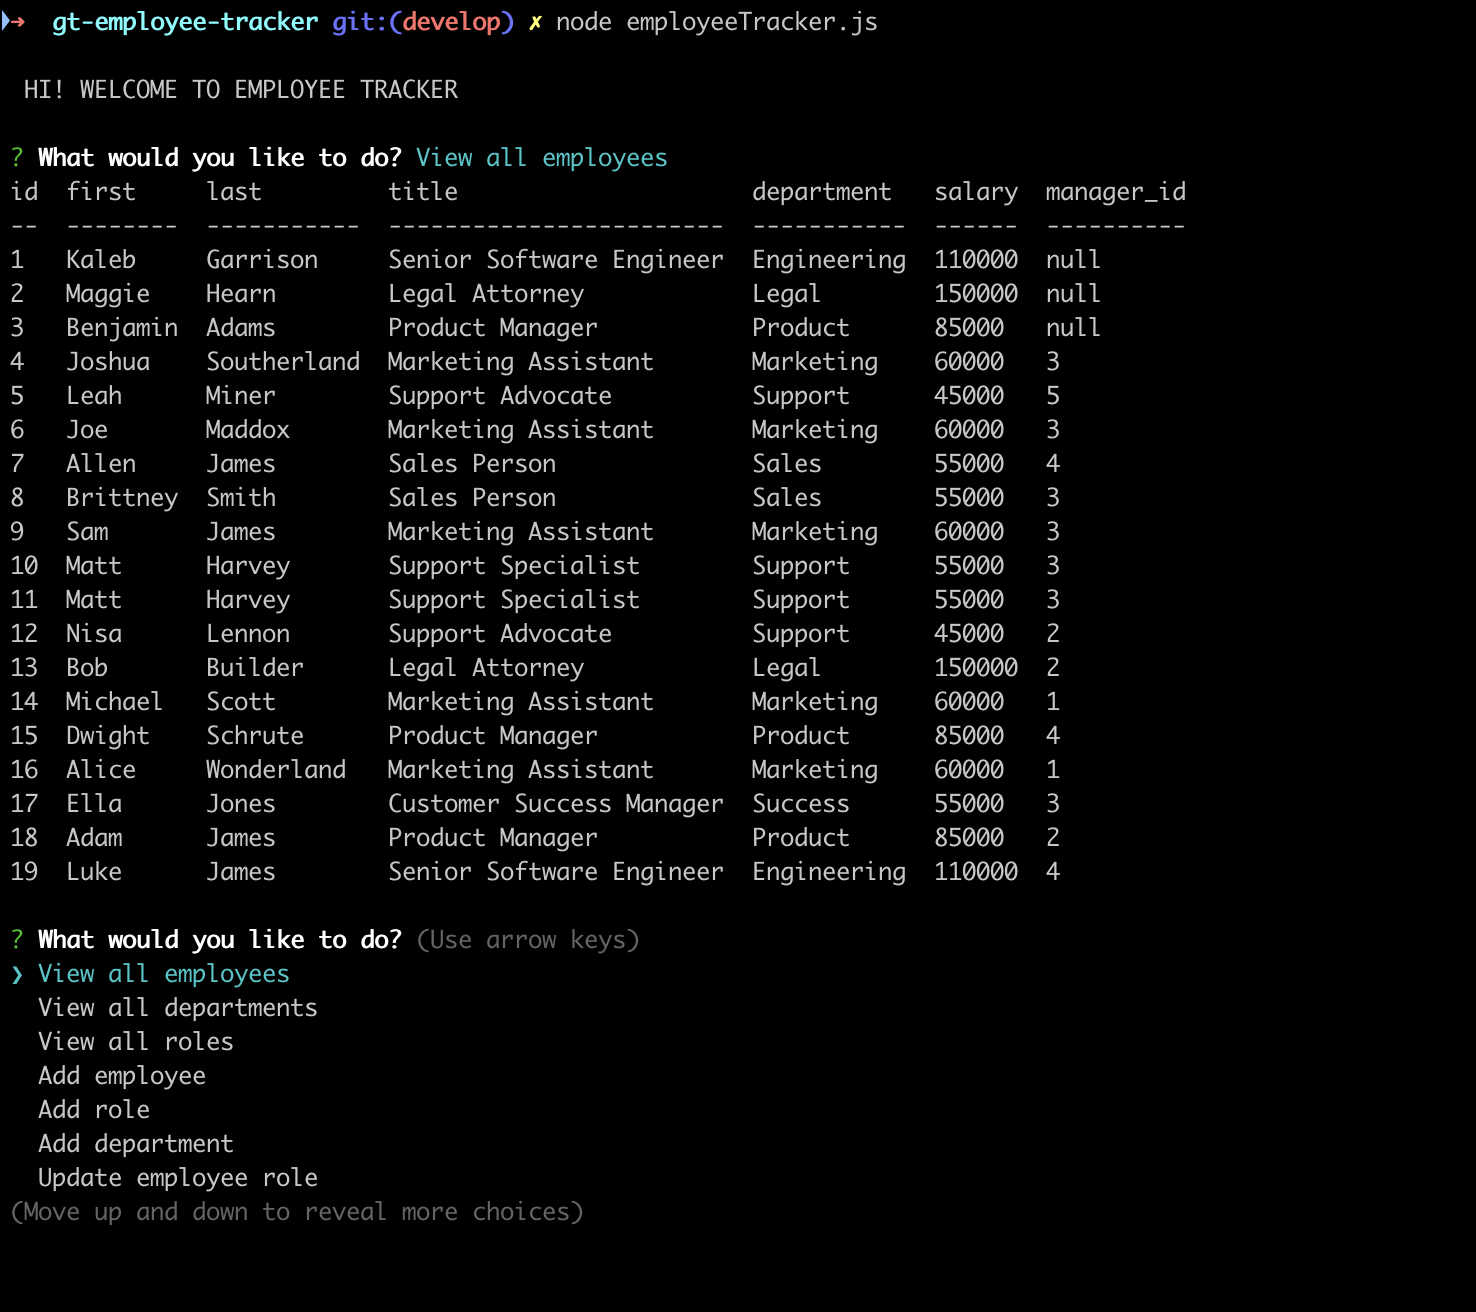 ➜  gt-employee-tracker git:(develop) ✗ node employeeTracker.js
HI! WELCOME TO EMPLOYEE TRACKER
? What would you like to do? View all employees
id  first     last         title                     department   salary  manager_id
--  --------  -----------  ------------------------  -----------  ------  ----------
1   Kaleb     Garrison     Senior Software Engineer  Engineering  110000  null
2   Maggie    Hearn        Legal Attorney            Legal        150000  null
3   Benjamin  Adams        Product Manager           Product      85000   null
4   Joshua    Southerland  Marketing Assistant       Marketing    60000   3
5   Leah      Miner        Support Advocate          Support      45000   5
6   Joe       Maddox       Marketing Assistant       Marketing    60000   3
7   Allen     James        Sales Person              Sales        55000   4
8   Brittney  Smith        Sales Person              Sales        55000   3
9   Sam       James        Marketing Assistant       Marketing    60000   3
10  Matt      Harvey       Support Specialist        Support      55000   3
11  Matt      Harvey       Support Specialist        Support      55000   3
12  Nisa      Lennon       Support Advocate          Support      45000   2
13  Bob       Builder      Legal Attorney            Legal        150000  2
14  Michael   Scott        Marketing Assistant       Marketing    60000   1
15  Dwight    Schrute      Product Manager           Product      85000   4
16  Alice     Wonderland   Marketing Assistant       Marketing    60000   1
17  Ella      Jones        Customer Success Manager  Success      55000   3
18  Adam      James        Product Manager           Product      85000   2
19  Luke      James        Senior Software Engineer  Engineering  110000  4
? What would you like to do? (Use arrow keys)
❯ View all employees
View all departments
View all roles
Add employee
Add role
Add department
Update employee role
(Move up and down to reveal more choices)